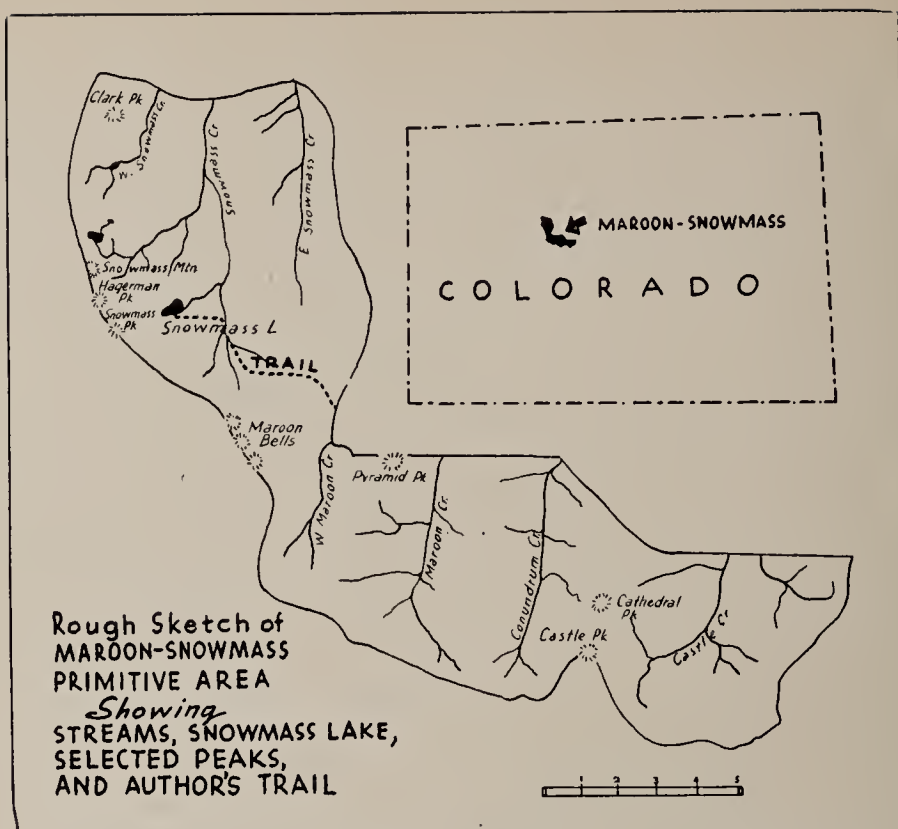 Clark Pk
W. Snowmass Cr.
Snowmass Cr
E Snowmass Cr
MAROON-SNOWMASS
COLORADO
Snowmass Mtn.
Hagerman
Pk
Snowmass
Pk
Snowmass L
TRAIL
Maroon
Bells
W Maroon Cr
Pyramid Pk
Maroon Cr.
Conundrum Cr.
Cathedral
Pk
Castle Pk
Castle Cr
Rough Sketch of
MAROON-SNOWMASS
PRIMITIVE AREA
Showing
STREAMS, SNOWMASS LAKE,
SELECTED PEAKS,
AND AUTHOR'S TRAIL
1 2 3 4 5